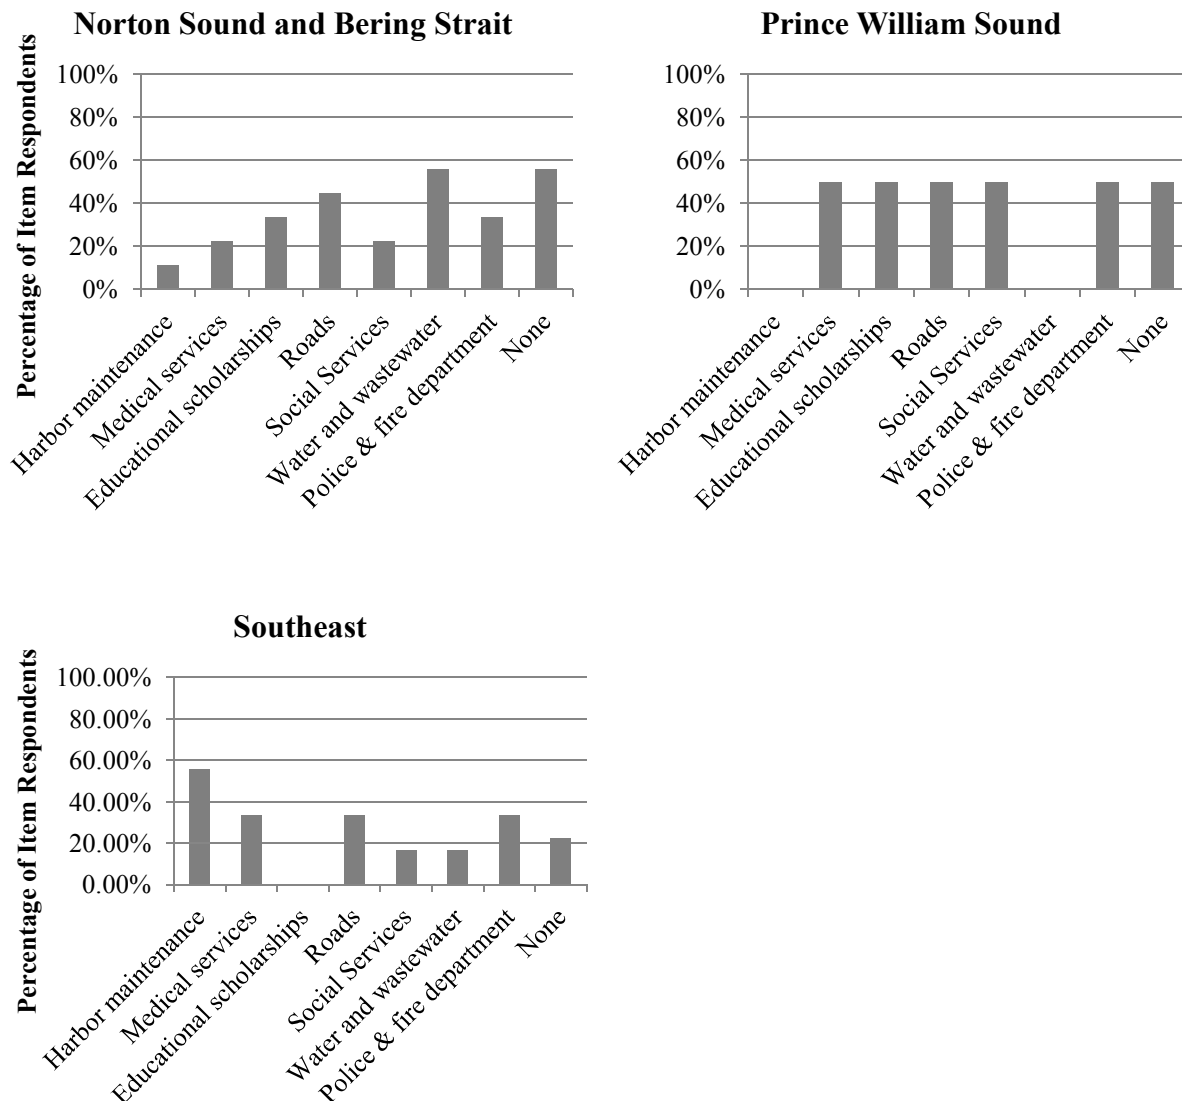 Norton Sound and Bering Strait
Percentage of Item Respondents
100%
80%
60%
40%
20%
0%
Harbor maintenance
Medical services
Educational scholarships
Roads
Social Services
Water and wastewater
Police & fire department
None
Prince William Sound
100%
80%
60%
40%
20%
0%
Harbor maintenance
Medical services
Educational scholarships
Roads
Social Services
Water and wastewater
Police & fire department
None
Southeast
Percentage of Item Respondents
100.00%
80.00%
60.00%
40.00%
20.00%
0.00%
Harbor maintenance
Medical services
Educational scholarships
Roads
Social Services
Water and wastewater
Police & fire department
None